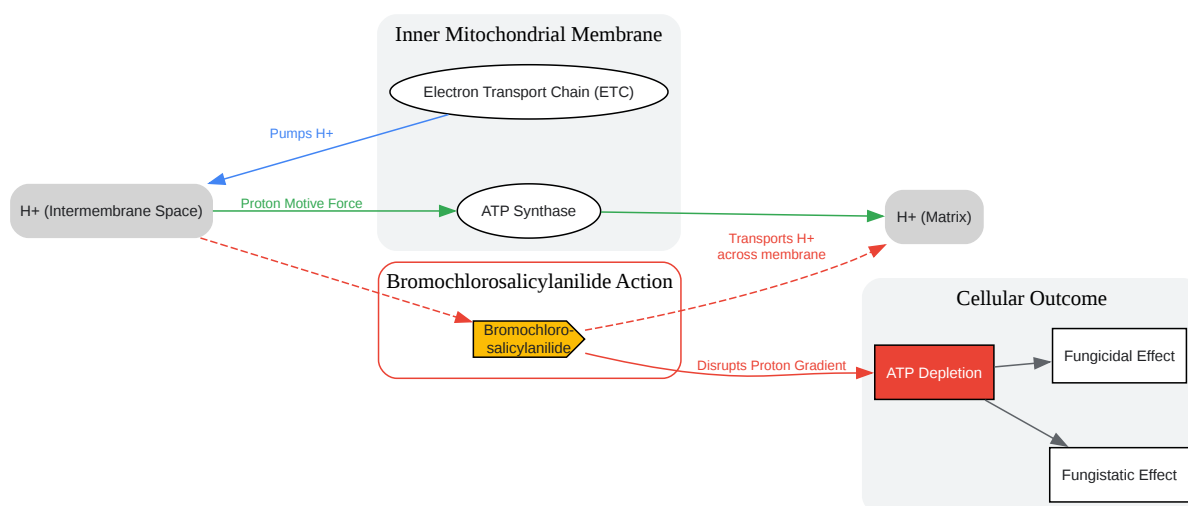 Inner Mitochondrial Membrane
Electron Transport Chain (ETC)
Pumps H+
H+ (Intermembrane Space)
Proton Motive Force
ATP Synthase
H+ (Matrix)
Transports H+
across membrane
Bromochlorosalicylanilide Action
Bromochloro-
salicylanilide
Disrupts Proton Gradient
Cellular Outcome
ATP Depletion
Fungicidal Effect
Fungistatic Effect